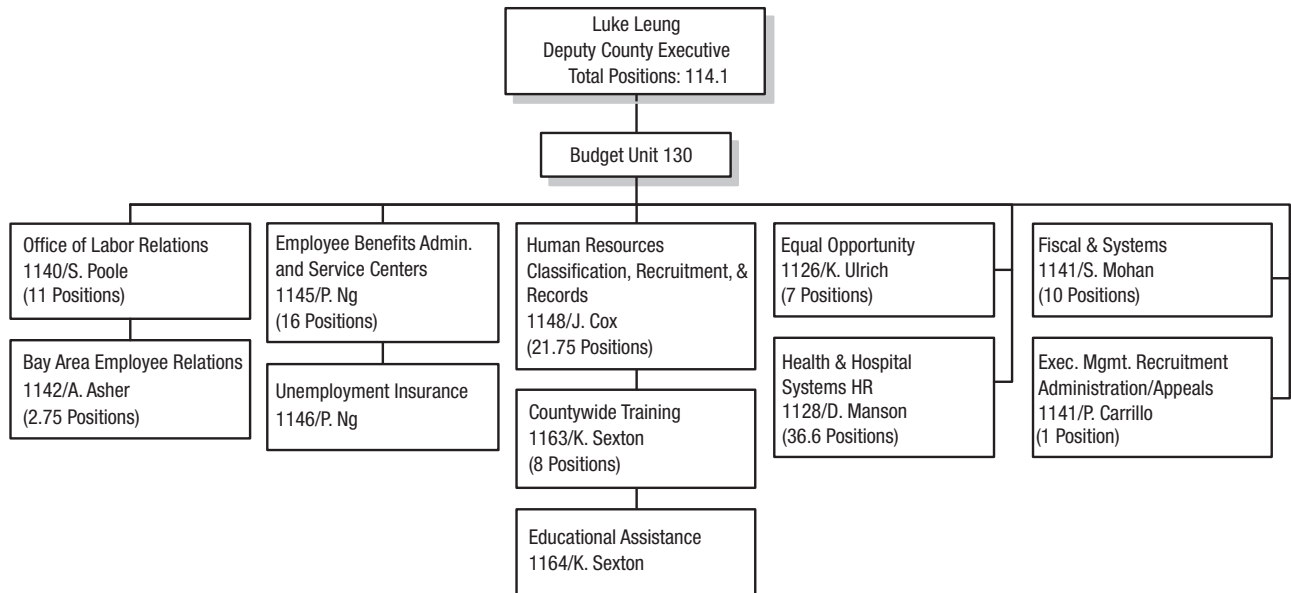 Luke Leung
Deputy County Executive
Total Positions: 114.1
Budget Unit 130
Office of Labor Relations
1140/S. Poole
(11 Positions)
Bay Area Employee Relations
1142/A. Asher
(2.75 Positions)
Employee Benefits Admin.
and Service Centers
1145/P. Ng
(16 Positions)
Unemployment Insurance
1146/P. Ng
Human Resources
Classification, Recruitment, &
Records
1148/J. Cox
(21.75 Positions)
Countywide Training
1163/K. Sexton
(8 Positions)
Educational Assistance
1164/K. Sexton
Equal Opportunity
1126/K. Ulrich
(7 Positions)
Health & Hospital
Systems HR
1128/D. Manson
(36.6 Positions)
Fiscal & Systems
1141/S. Mohan
(10 Positions)
Exec. Mgmt. Recruitment
Administration/Appeals
1141/P. Carrillo
(1 Position)